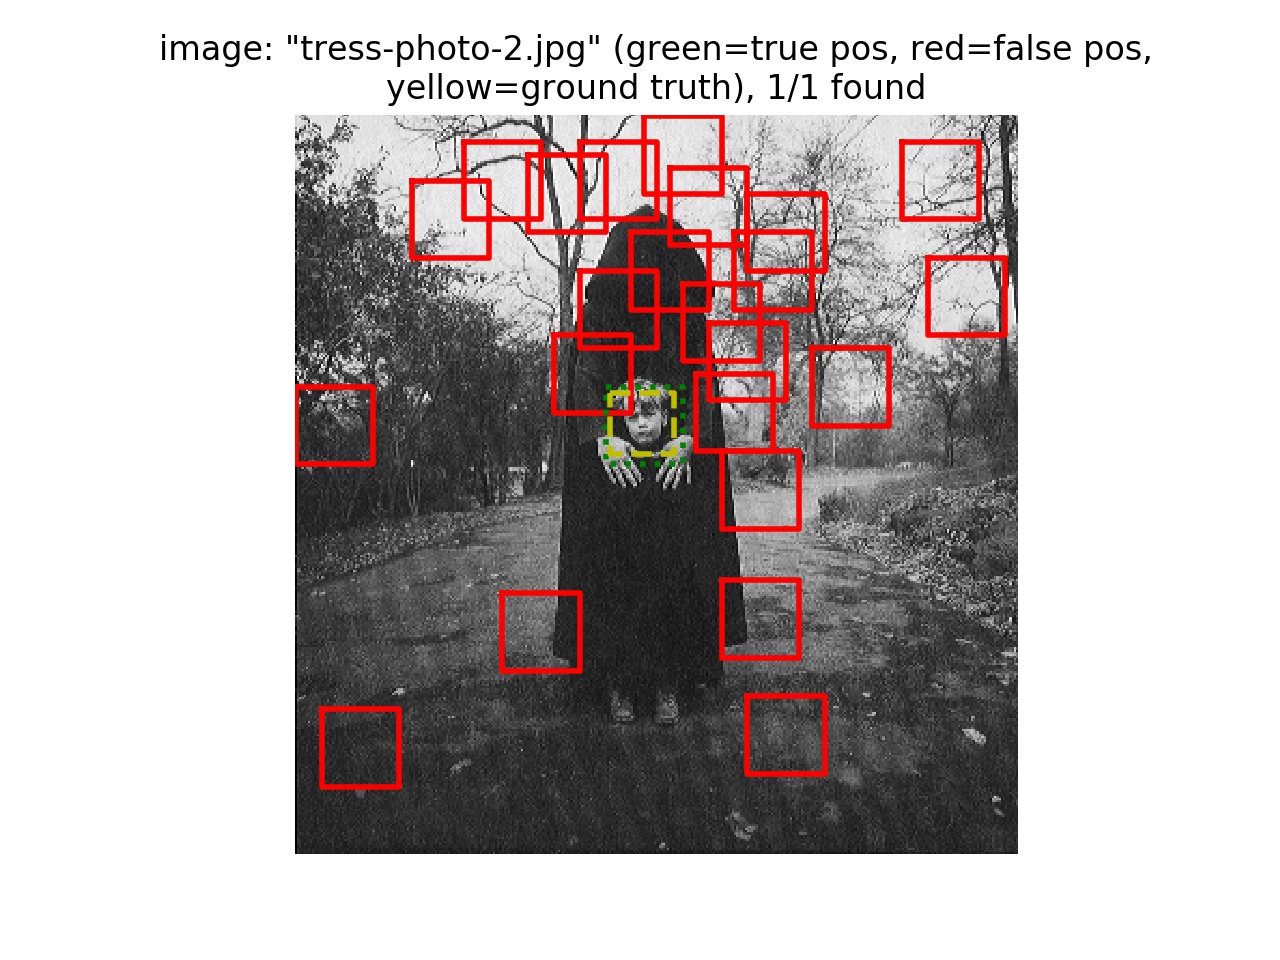 image: "tress-photo-2.jpg" (green=true pos, red=false pos,
yellow=ground truth), 1/1 found